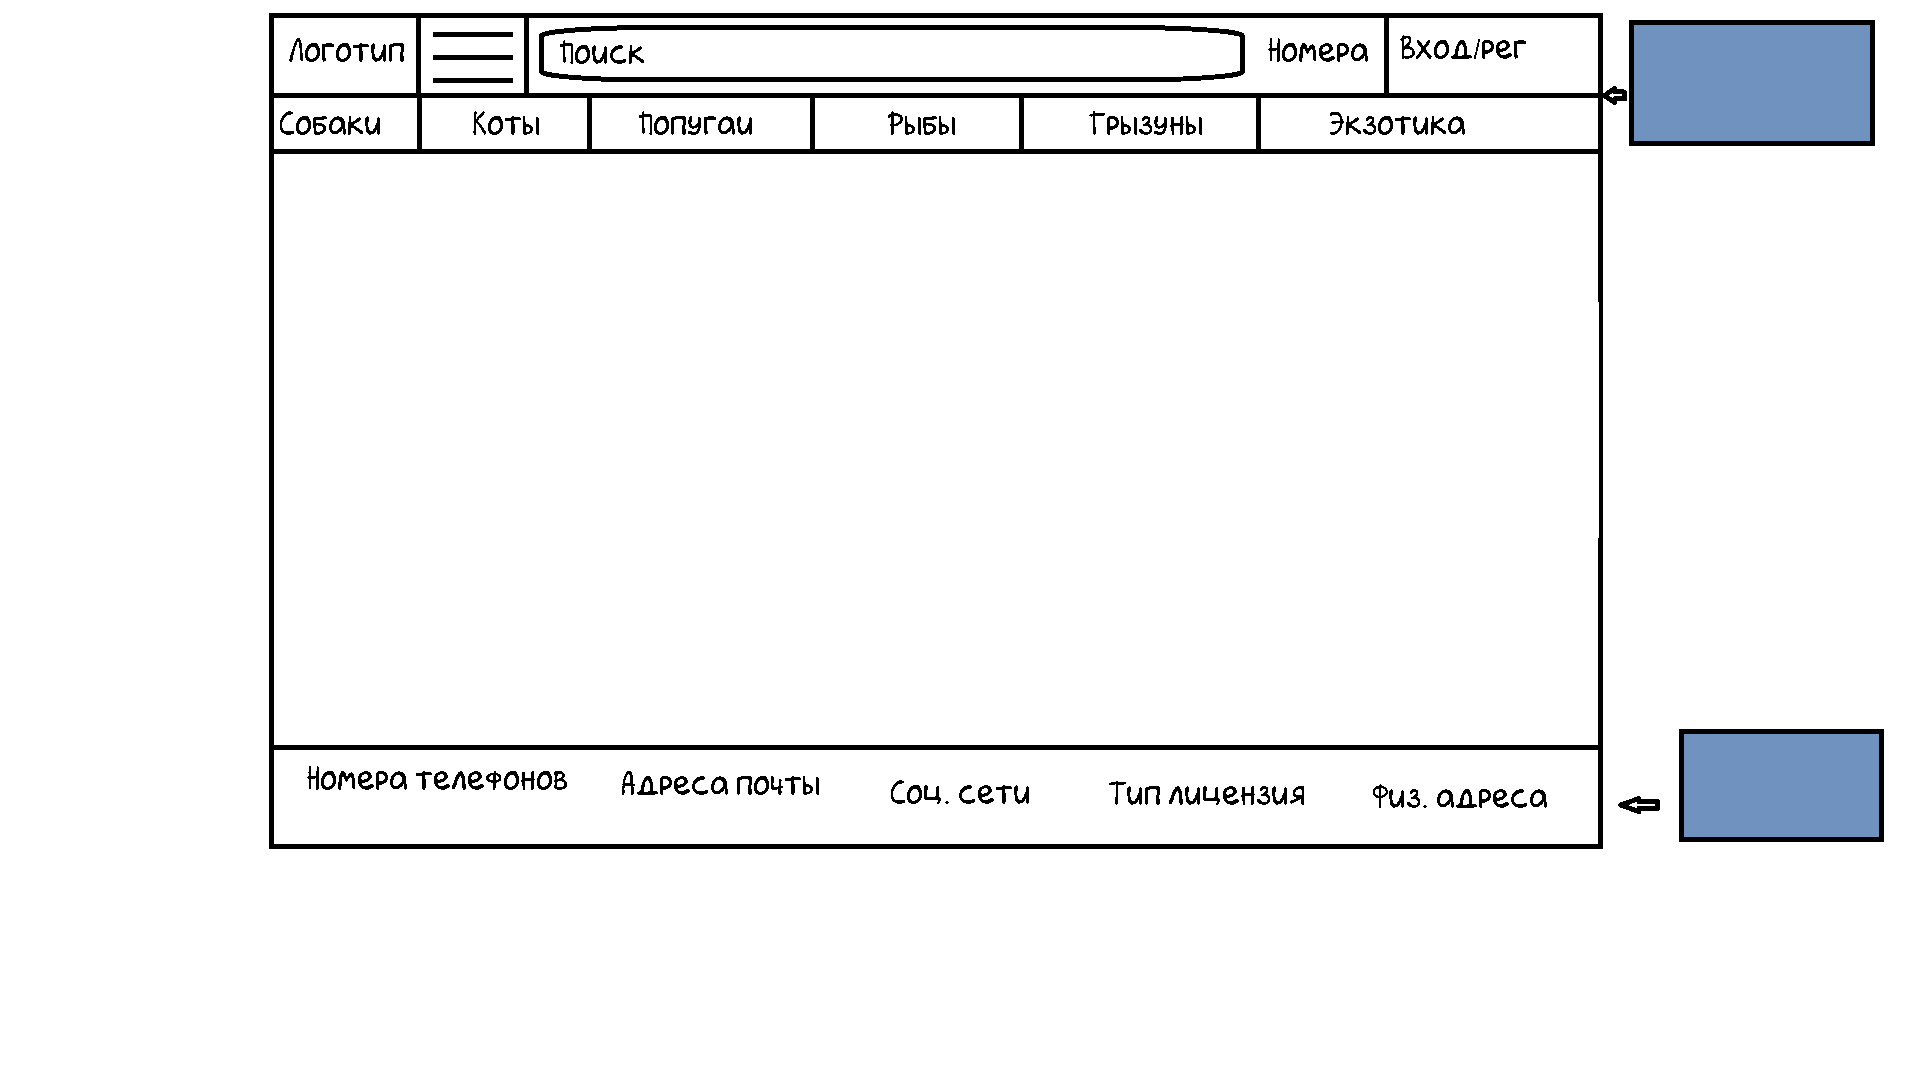 Логотип
Поиск
Номера
Вход/рег
Собаки
Коты
Попугаи
Рыбы
Грызуны
Экзотика
Номера телефонов
Адреса почты
Соц. сети
Тип лицензия
Физ. адреса